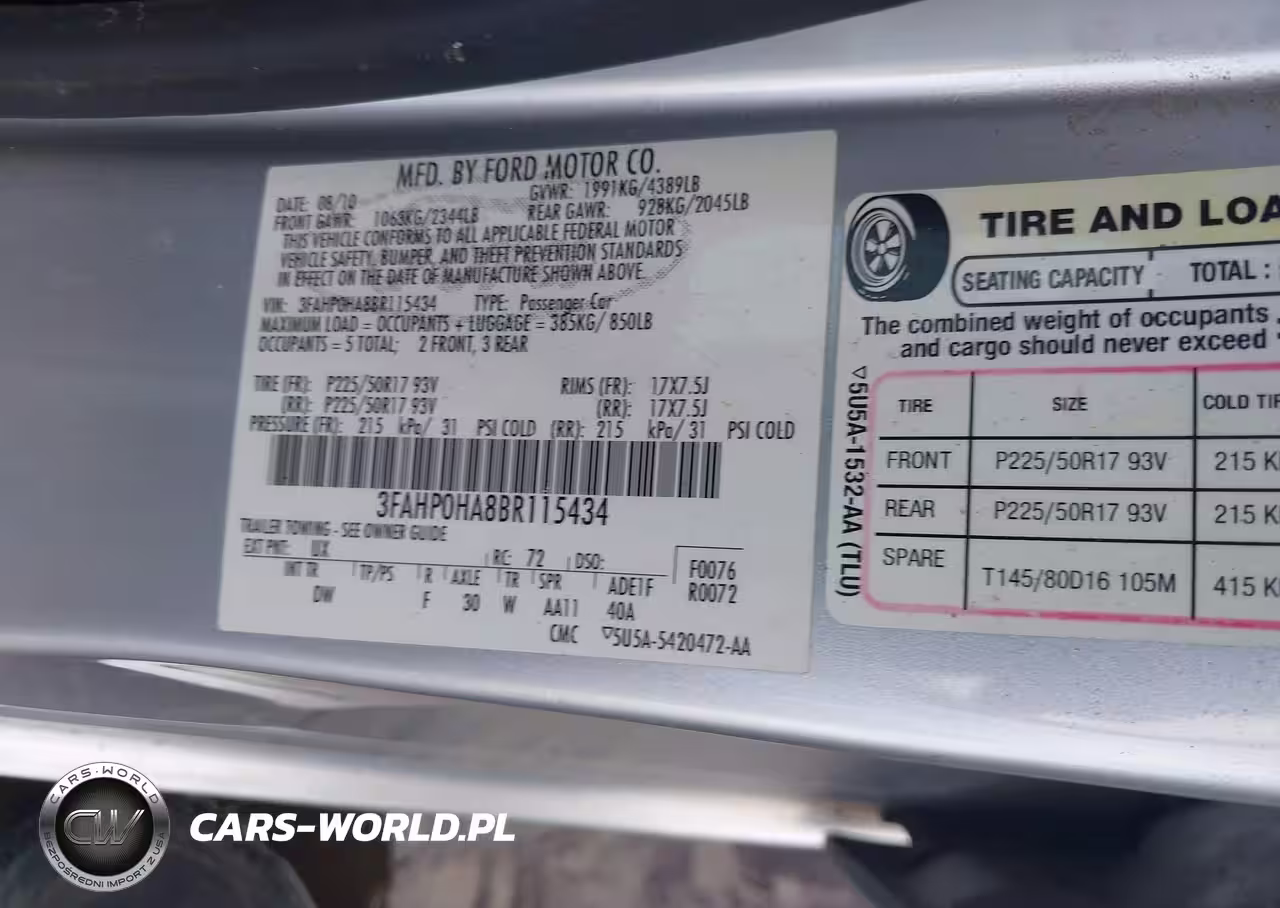 MFD. BY FORD MOTOR CO.
DATE: 08/10 GVWR: 1991KG/4389LB
FRONT GAWR: 1063KG/2344LB REAR GAWR: 928KG/2045LB
THIS VEHICLE CONFORMS TO ALL APPLICABLE FEDERAL MOTOR
VEHICLE SAFETY, BUMPER, AND THEFT PREVENTION STANDARDS
IN EFFECT ON THE DATE OF MANUFACTURE SHOWN ABOVE.
VIN: 3FAHP0HA8BR115434 TYPE: Passenger Car
MAXIMUM LOAD = OCCUPANTS + LUGGAGE = 385KG/ 850LB
OCCUPANTS = 5 TOTAL; 2 FRONT, 3 REAR
TIRE (FR): P225/50R17 93V RIMS (FR): 17X7.5J
(RR): P225/50R17 93V (RR): 17X7.5J
PRESSURE (FR): 215 kPa/ 31 PSI COLD (RR): 215 kPa/ 31 PSI COLD
3FAHP0HA8BR115434
TRAILER TOWING - SEE OWNER GUIDE
EXT PNT: UX RC: 72 DSO: F0076
INT TR TP/PS R AXLE TR SPR ADE1F R0072
DW F 30 W AA11 40A
CMC ▽5U5A-5420472-AA
TIRE AND LOA
SEATING CAPACITY TOTAL :
The combined weight of occupants
and cargo should never exceed
▽5U5A-1532-AA (TLU)
TIRE SIZE COLD TIR
FRONT P225/50R17 93V 215 K
REAR P225/50R17 93V 215 K
SPARE T145/80D16 105M 415 K
CARS-WORLD
CW
BEZPOŚREDNI IMPORT Z USA
CARS-WORLD.PL